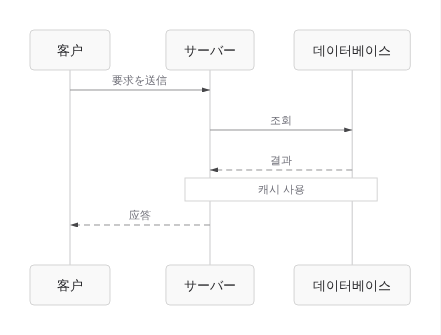 客户
サーバー
데이터베이스
要求を送信
조회
결과
캐시 사용
应答
客户
サーバー
데이터베이스